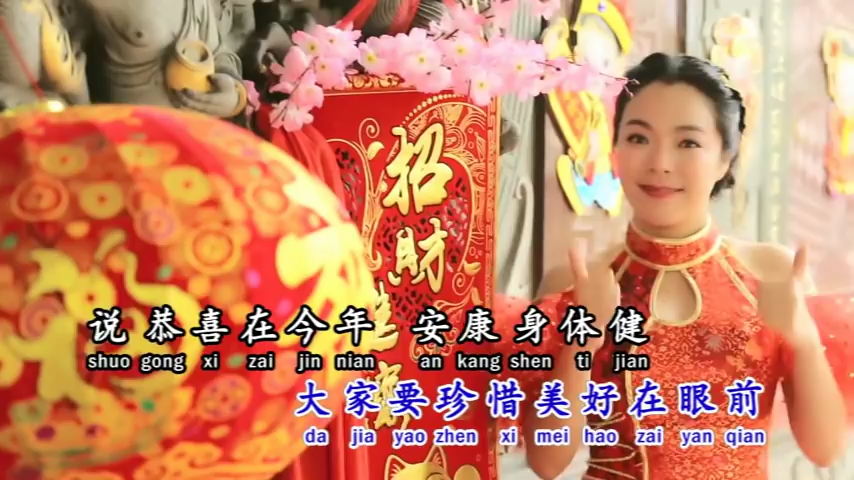 招財進寶
说恭喜在今年 安康身体健
shuo gong xi zai jin nian an kang shen ti jian
大家要珍惜美好在眼前
da jia yao zhen xi mei hao zai yan qian